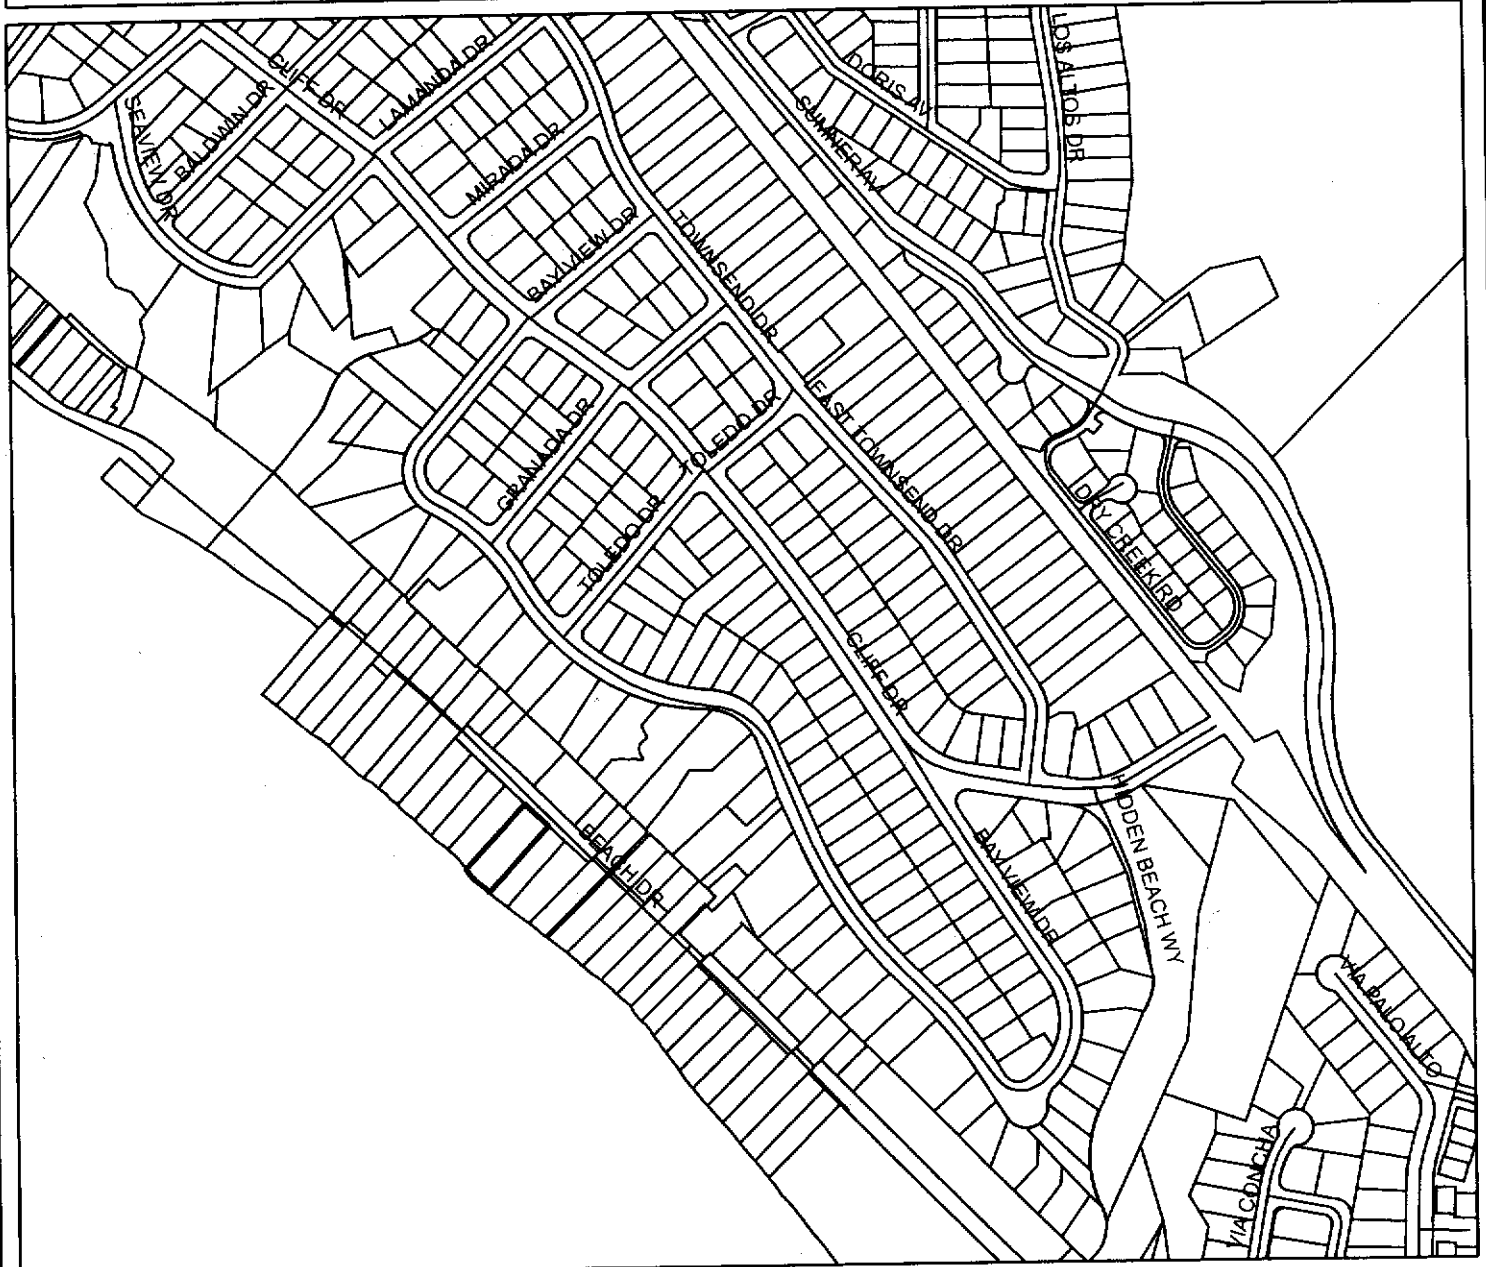 LOS ALTOS DR
DORIS AV
SUMNER AV
CLIFF DR
LAMANDA DR
BALDWIN DR
SEAVIEW DR
MIRADA DR
BAYVIEW DR
TOWNSEND DR
EAST TOWNSEND DR
GRANADA DR
TOLEDO DR
TOLEDO DR
DRY CREEK RD
CLIFF DR
HIDDEN BEACH WY
BAYVIEW DR
BEACH DR
VIA PALO ALTO
VIA CONCHA